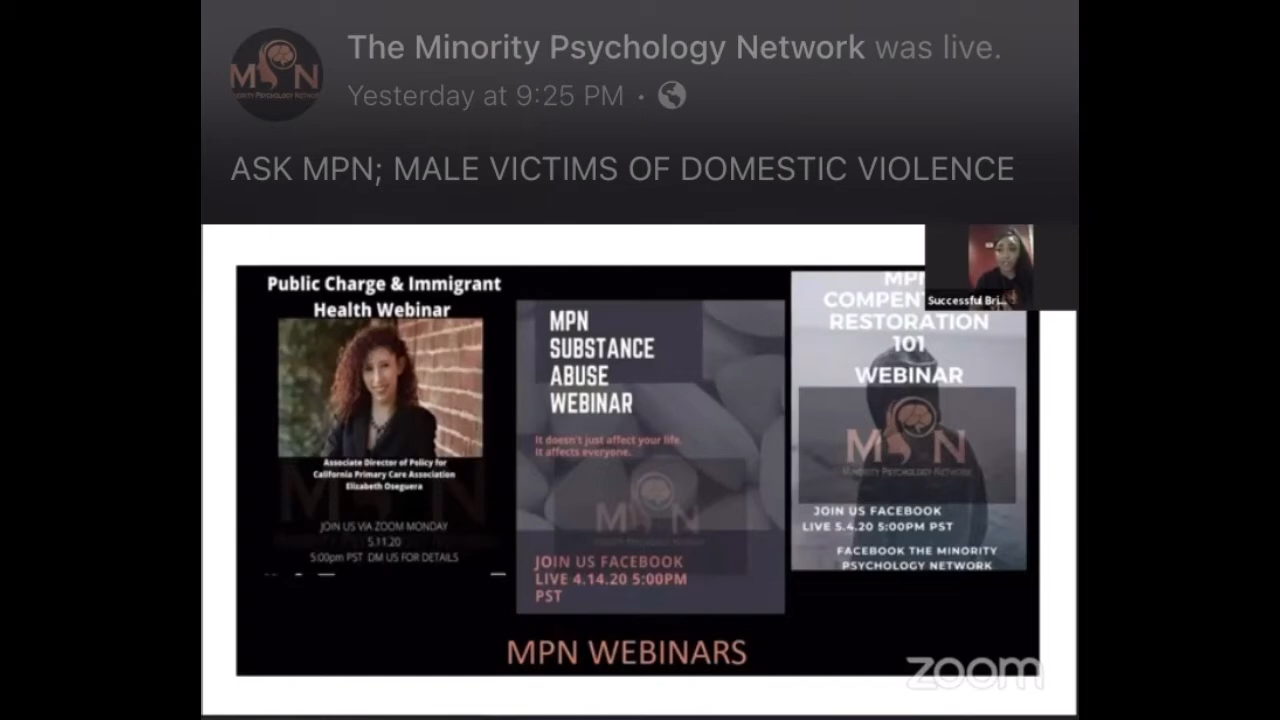 The Minority Psychology Network was live.
Yesterday at 9:25 PM ·
ASK MPN; MALE VICTIMS OF DOMESTIC VIOLENCE
Public Charge & Immigrant
Health Webinar
Associate Director of Policy for
California Primary Care Association
Elizabeth Oseguera
JOIN US VIA ZOOM MONDAY
5.11.20
5:00pm PST DM US FOR DETAILS
MPN
SUBSTANCE
ABUSE
WEBINAR
It doesn't just affect your life.
It affects everyone.
JOIN US FACEBOOK
LIVE 4.14.20 5:00PM
PST
Successful Bri...
RESTORATION
101
WEBINAR
M N
MINORITY PSYCHOLOGY NETWORK
JOIN US FACEBOOK
LIVE 5.4.20 5:00PM PST
FACEBOOK THE MINORITY
PSYCHOLOGY NETWORK
MPN WEBINARS
zoom